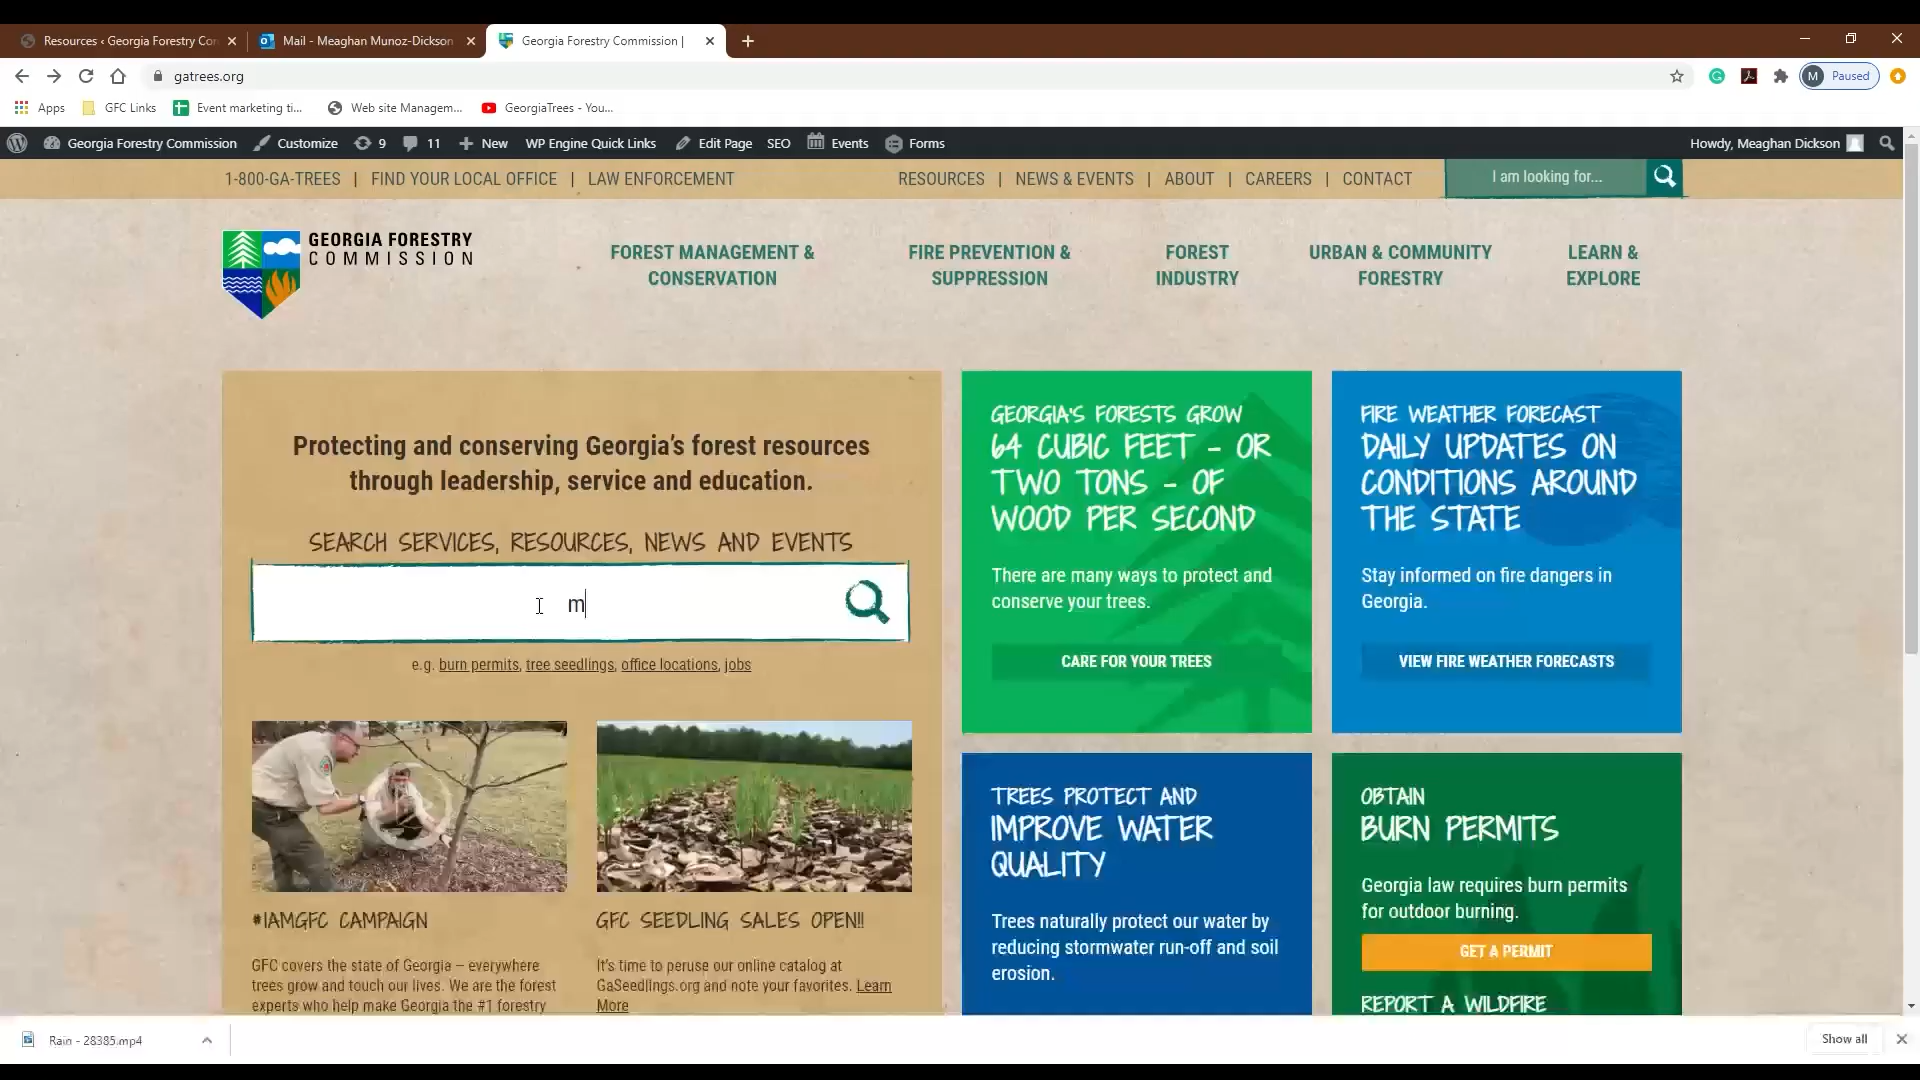 Resources ‹ Georgia Forestry Con
Mail - Meaghan Munoz-Dickson
Georgia Forestry Commission |
gatrees.org
M Paused
Apps
GFC Links
Event marketing ti...
Web site Managem...
GeorgiaTrees - You...
Georgia Forestry Commission
Customize
9
11
New
WP Engine Quick Links
Edit Page
SEO
Events
Forms
Howdy, Meaghan Dickson
1-800-GA-TREES | FIND YOUR LOCAL OFFICE | LAW ENFORCEMENT
RESOURCES | NEWS & EVENTS | ABOUT | CAREERS | CONTACT
I am looking for...
GEORGIA FORESTRY
COMMISSION
FOREST MANAGEMENT &
CONSERVATION
FIRE PREVENTION &
SUPPRESSION
FOREST
INDUSTRY
URBAN & COMMUNITY
FORESTRY
LEARN &
EXPLORE
Protecting and conserving Georgia's forest resources
through leadership, service and education.
SEARCH SERVICES, RESOURCES, NEWS AND EVENTS
m
e.g. burn permits, tree seedlings, office locations, jobs
#IAMGFC CAMPAIGN
GFC covers the state of Georgia – everywhere
trees grow and touch our lives. We are the forest
experts who help make Georgia the #1 forestry
GFC SEEDLING SALES OPEN!!
It's time to peruse our online catalog at
GaSeedlings.org and note your favorites. Learn
More
GEORGIA'S FORESTS GROW
64 CUBIC FEET - OR
TWO TONS - OF
WOOD PER SECOND
There are many ways to protect and
conserve your trees.
CARE FOR YOUR TREES
FIRE WEATHER FORECAST
DAILY UPDATES ON
CONDITIONS AROUND
THE STATE
Stay informed on fire dangers in
Georgia.
VIEW FIRE WEATHER FORECASTS
TREES PROTECT AND
IMPROVE WATER
QUALITY
Trees naturally protect our water by
reducing stormwater run-off and soil
erosion.
OBTAIN
BURN PERMITS
Georgia law requires burn permits
for outdoor burning.
GET A PERMIT
REPORT A WILDFIRE
Rain - 28385.mp4
Show all